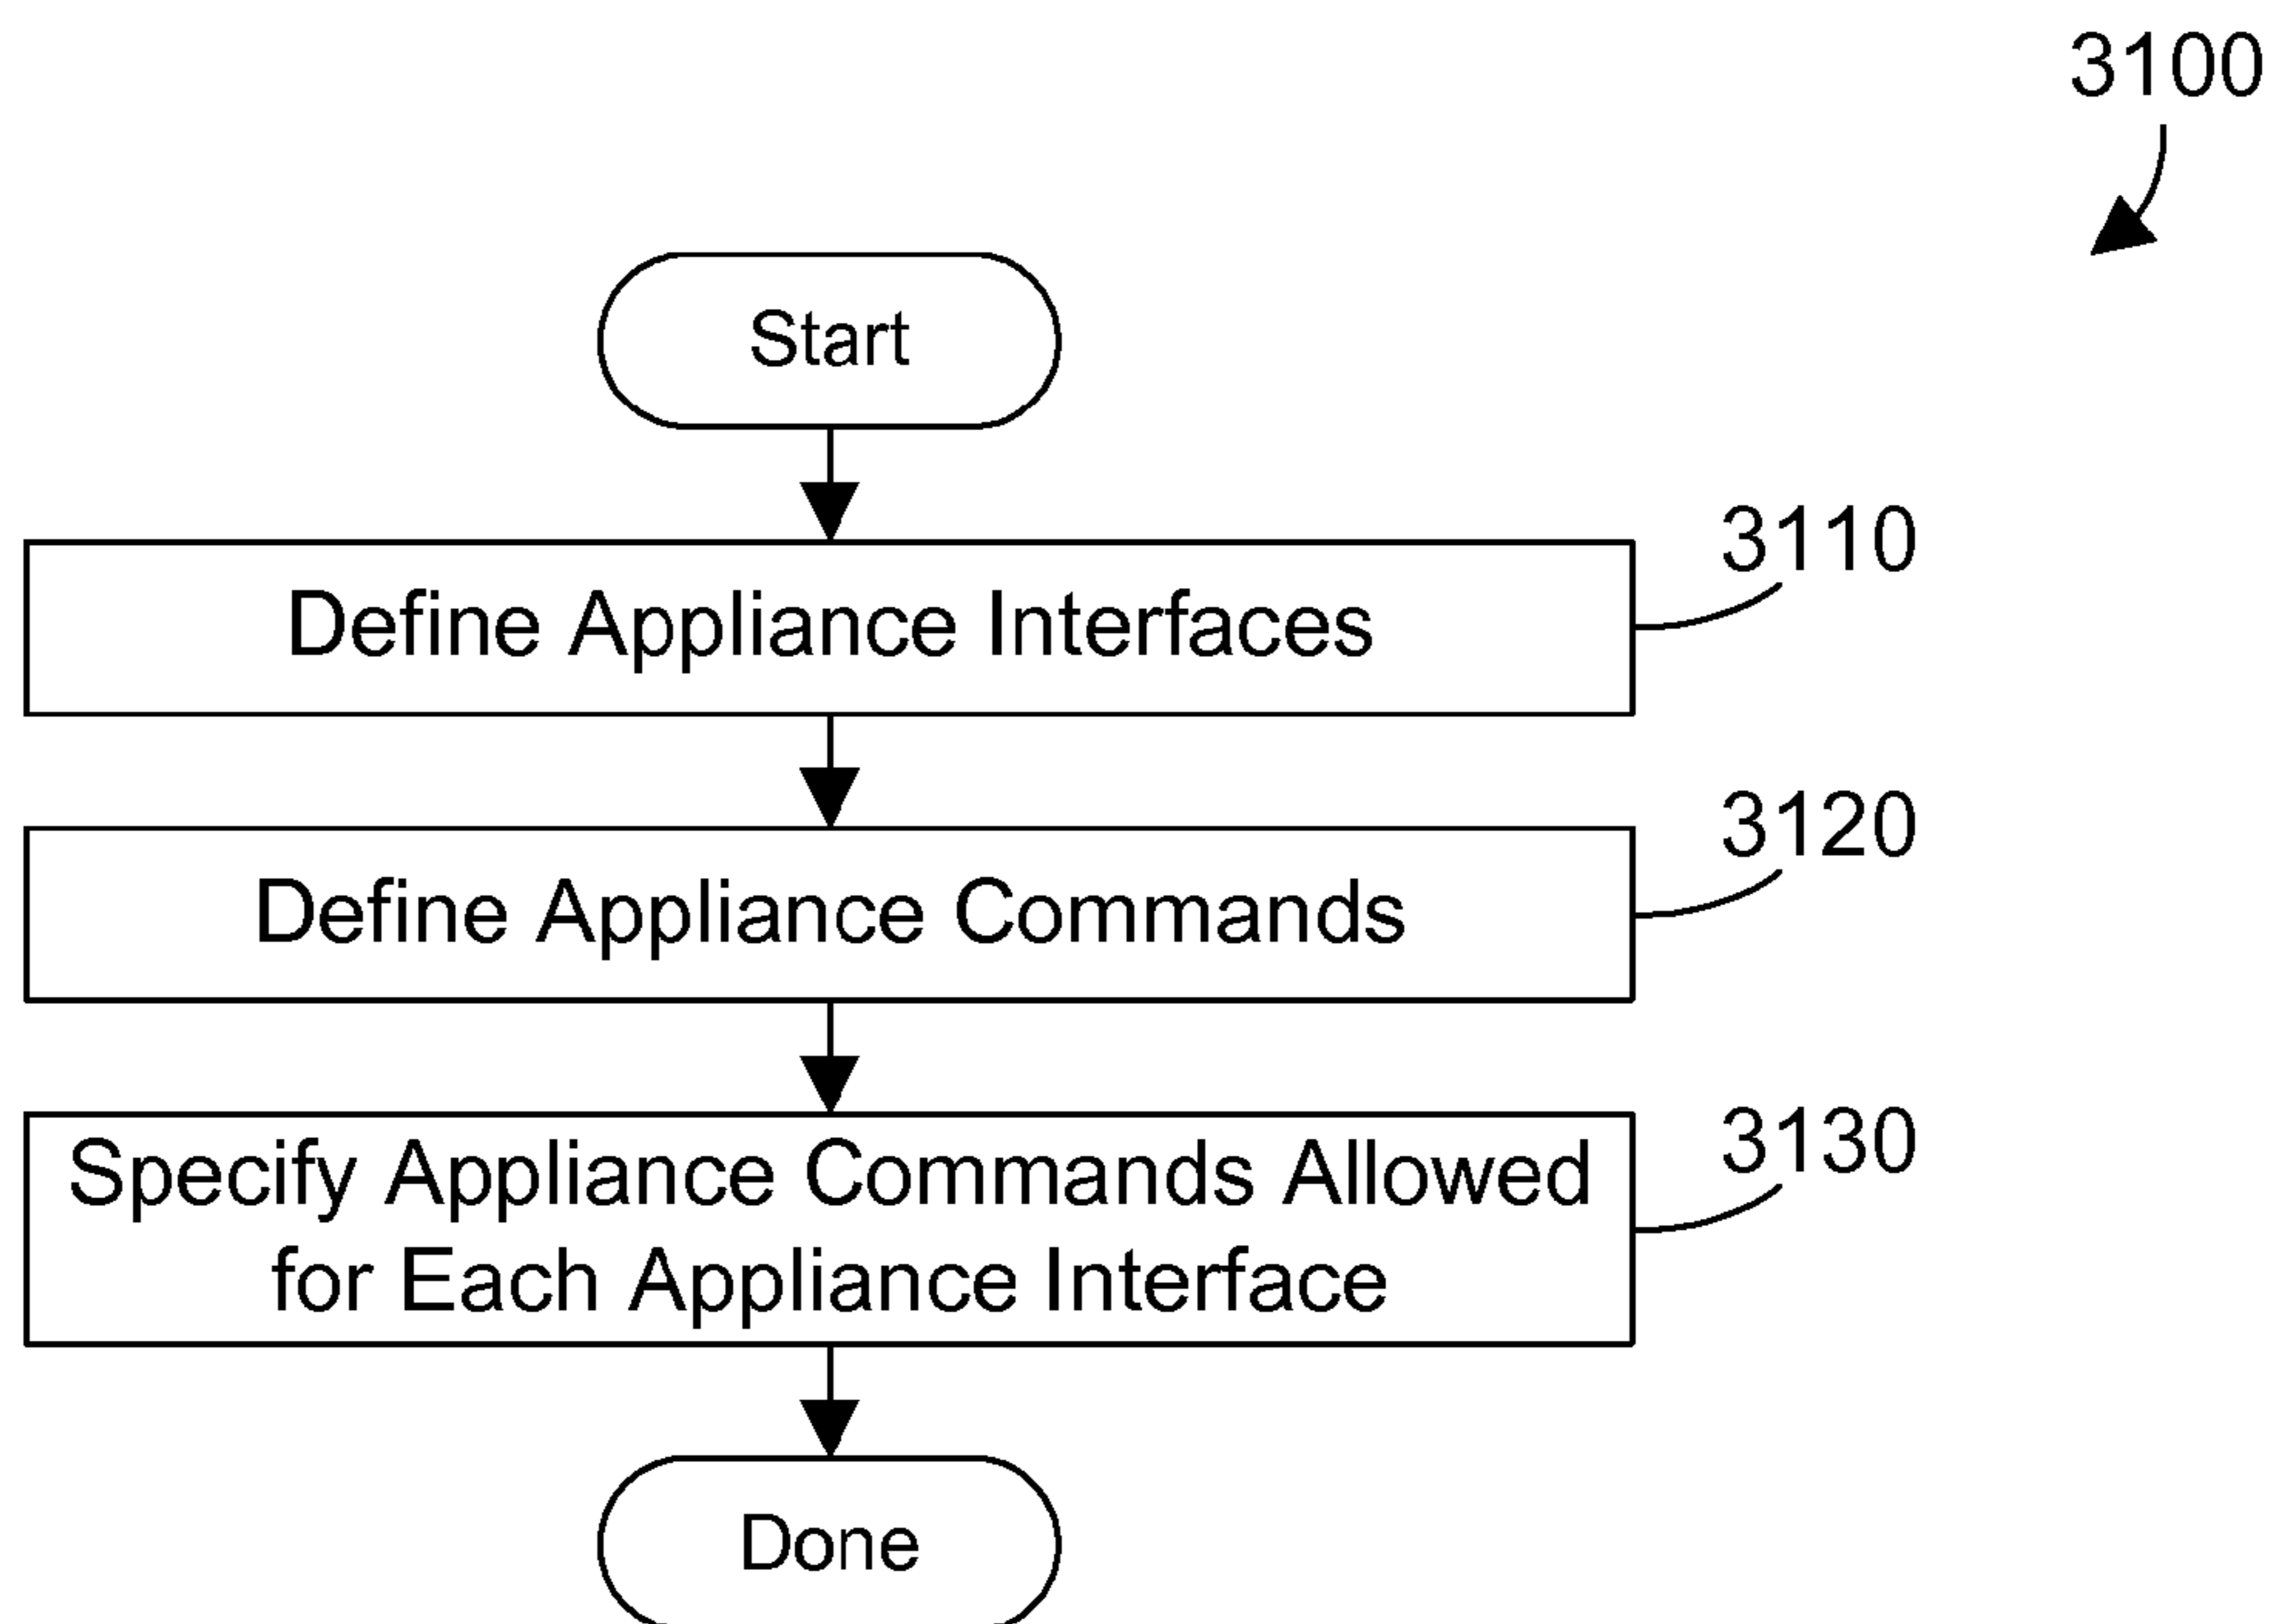 3100
Start
Define Appliance Interfaces
3110
Define Appliance Commands
3120
Specify Appliance Commands Allowed
for Each Appliance Interface
3130
Done